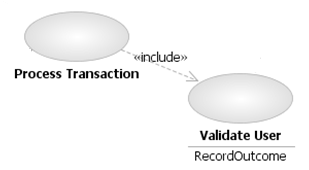 «include»
Process Transaction
Validate User
RecordOutcome